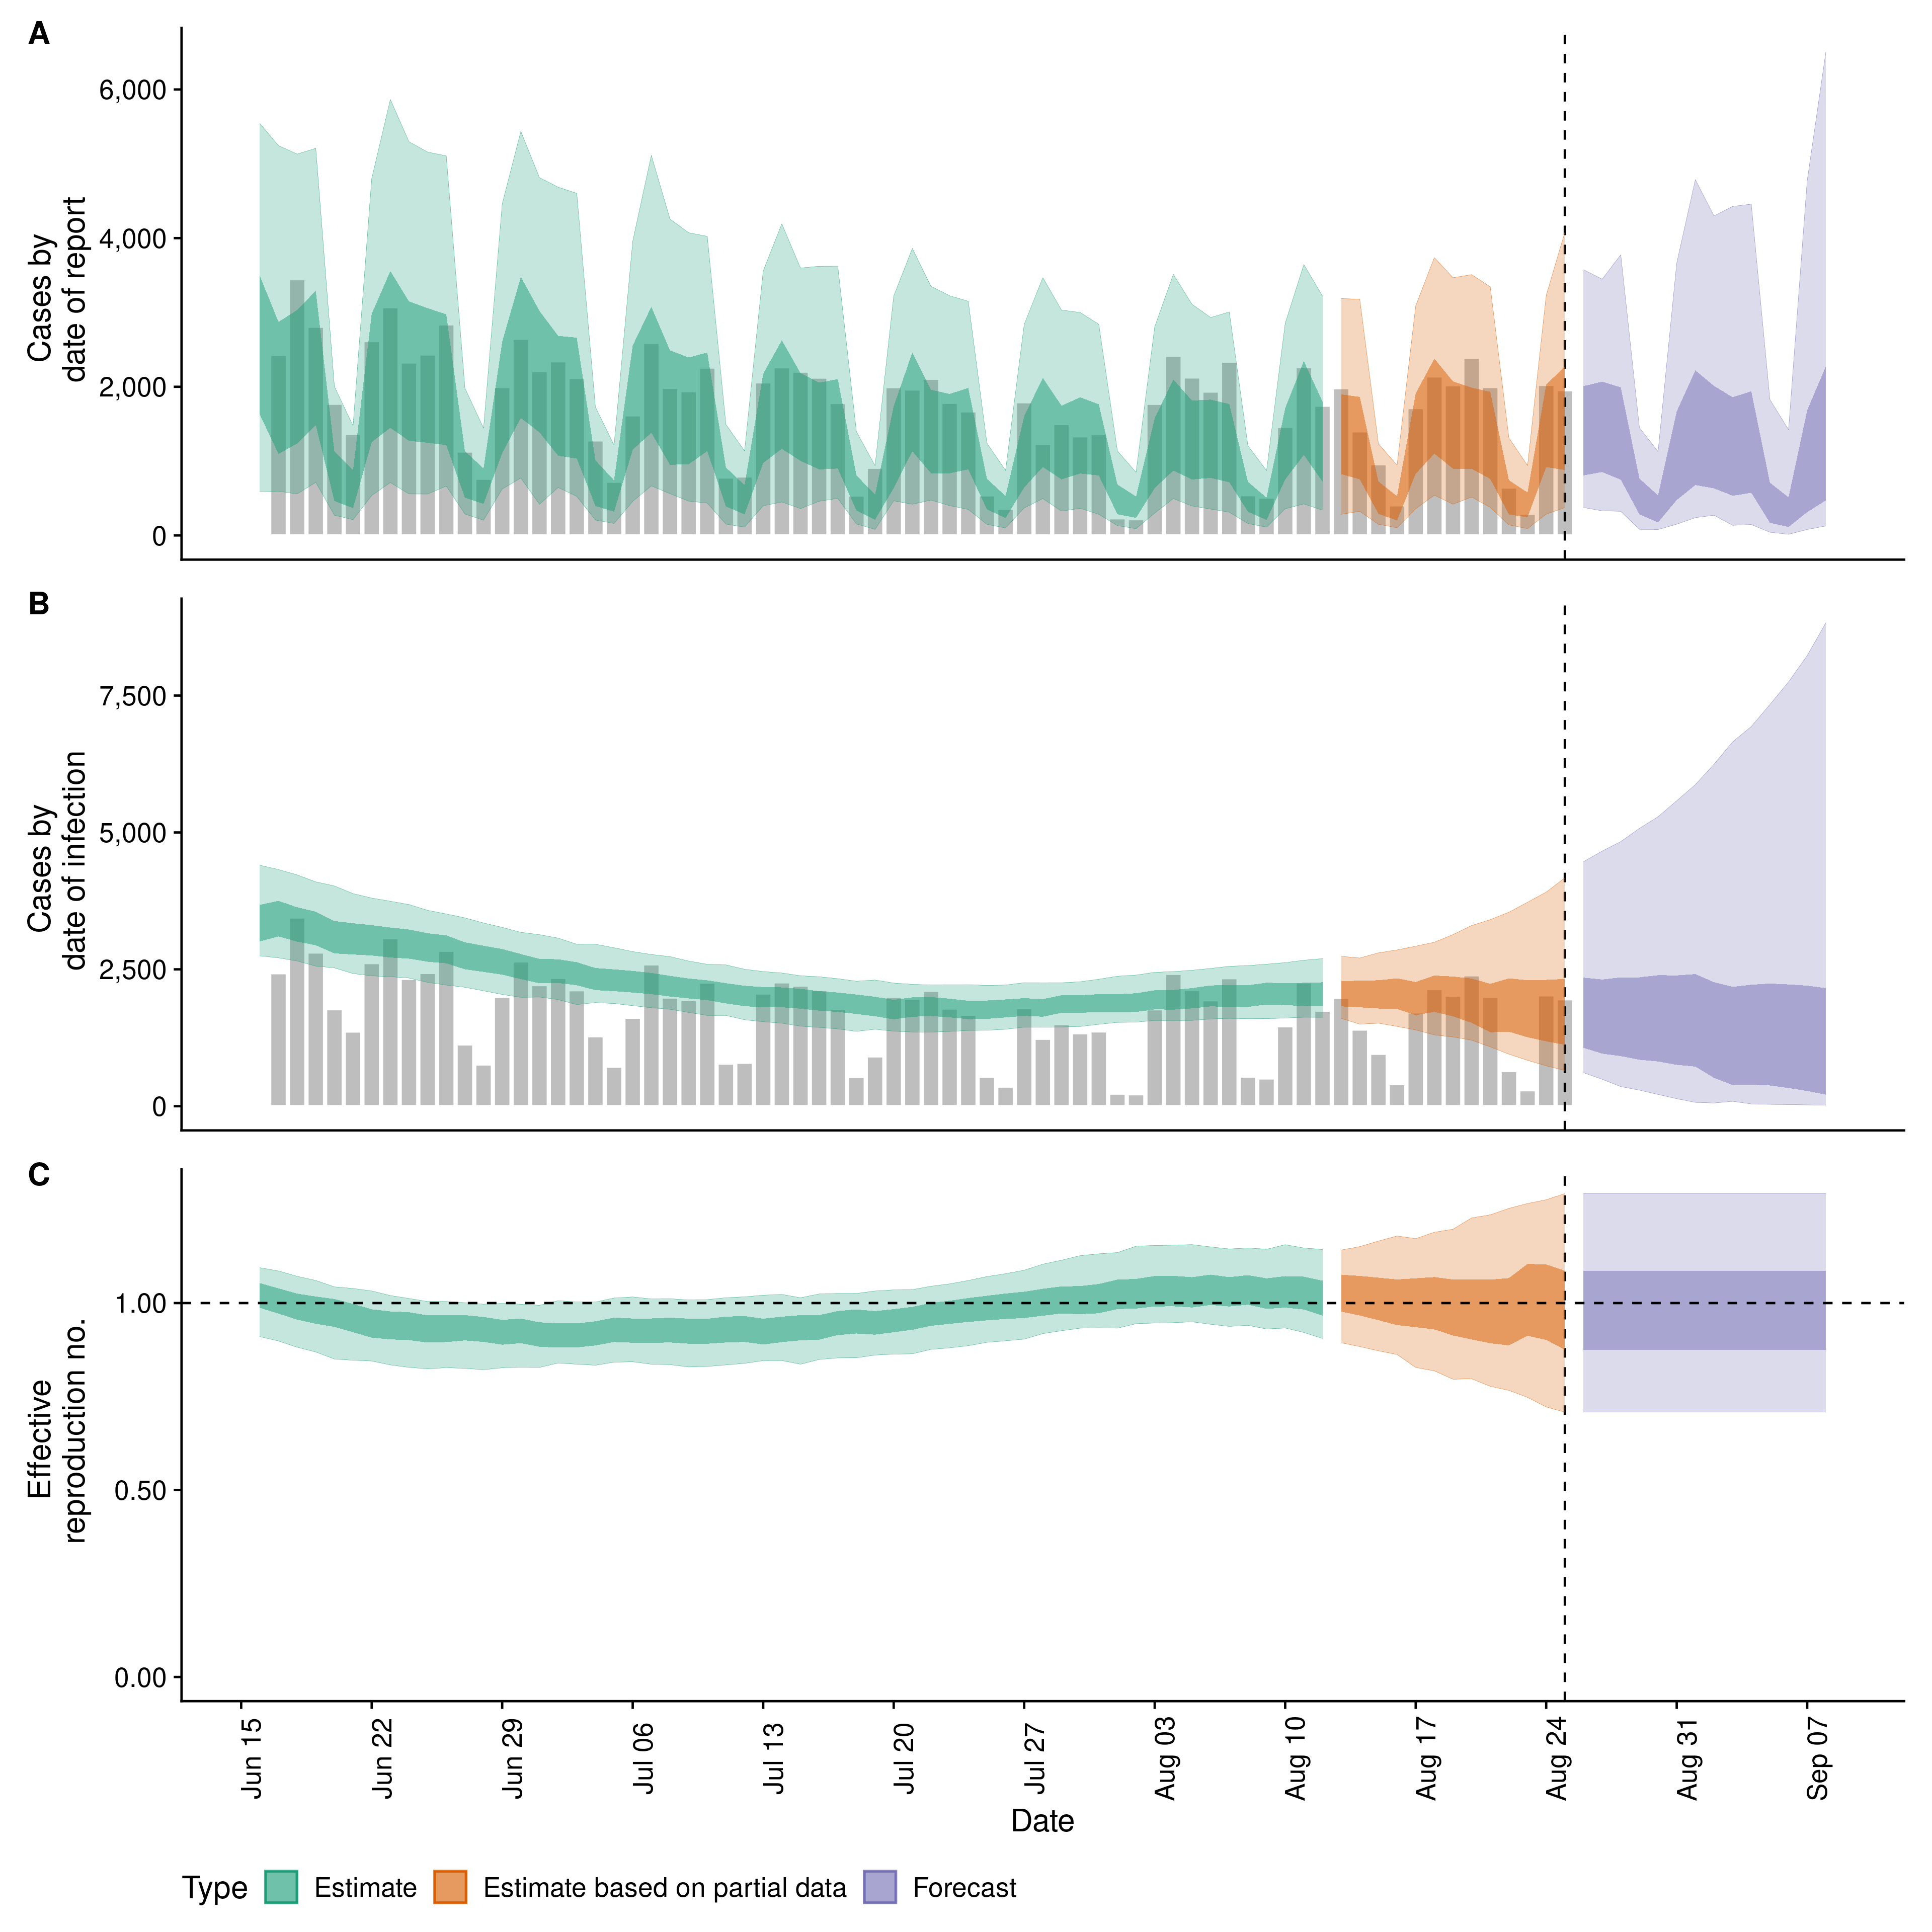 A
Cases by
date of report
6,000
4,000
2,000
0
B
Cases by
date of infection
7,500
5,000
2,500
0
C
Effective
reproduction no.
1.00
0.50
0.00
Jun 15
Jun 22
Jun 29
Jul 06
Jul 13
Jul 20
Jul 27
Aug 03
Aug 10
Aug 17
Aug 24
Aug 31
Sep 07
Date
Type Estimate Estimate based on partial data Forecast